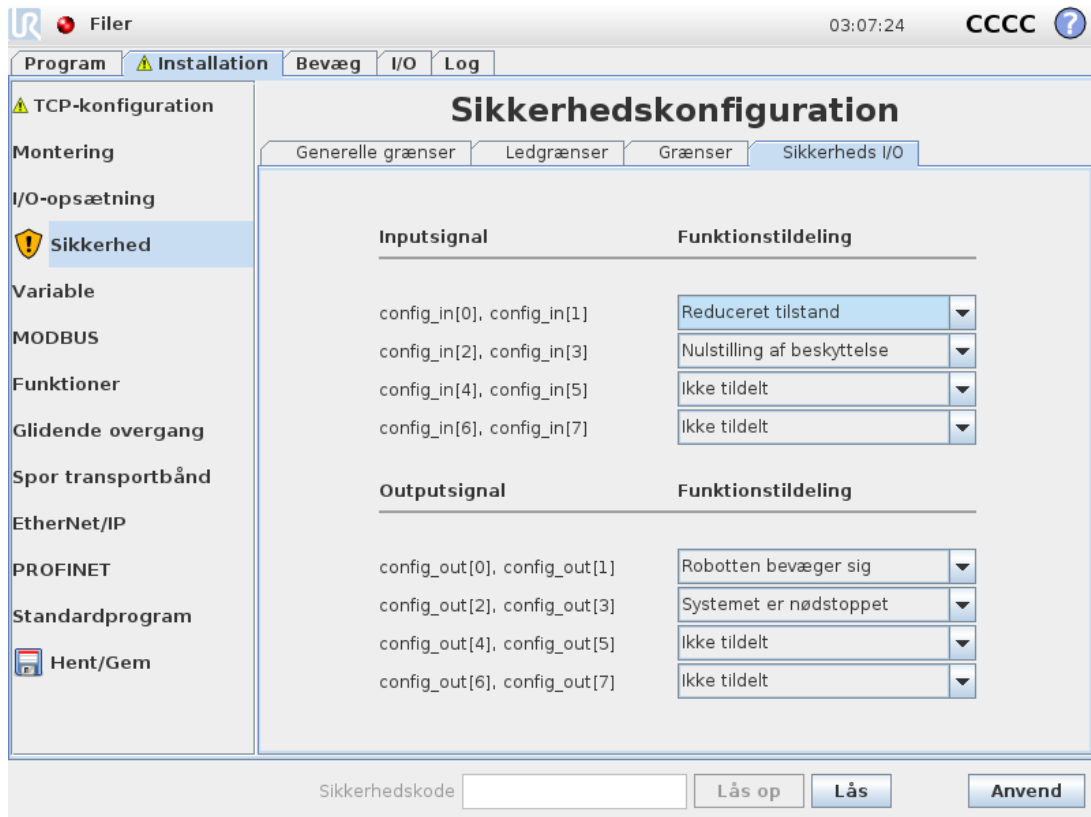 Filer 03:07:24 CCCC ?
Program Installation Bevæg I/O Log
TCP-konfiguration
Montering
I/O-opsætning
Sikkerhed
Variable
MODBUS
Funktioner
Glidende overgang
Spor transportbånd
EtherNet/IP
PROFINET
Standardprogram
Hent/Gem
Sikkerhedskonfiguration
Generelle grænser Ledgrænser Grænser Sikkerheds I/O
Inputsignal Funktionstildeling
config_in[0], config_in[1] Reduceret tilstand
config_in[2], config_in[3] Nulstilling af beskyttelse
config_in[4], config_in[5] Ikke tildelt
config_in[6], config_in[7] Ikke tildelt
Outputsignal Funktionstildeling
config_out[0], config_out[1] Robotten bevæger sig
config_out[2], config_out[3] Systemet er nødstoppet
config_out[4], config_out[5] Ikke tildelt
config_out[6], config_out[7] Ikke tildelt
Sikkerhedskode Lås op Lås Anvend